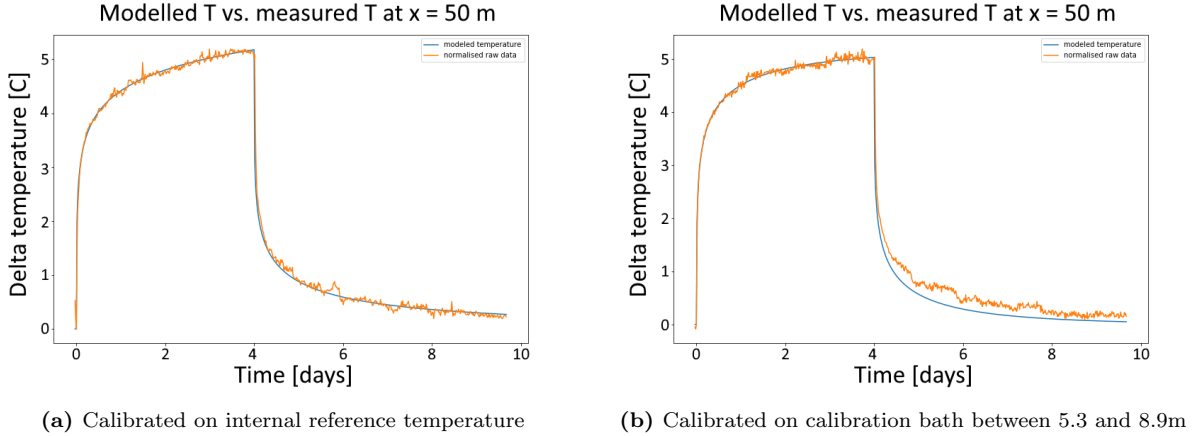 Modelled T vs. measured T at x = 50 m
modeled temperature
normalised raw data
Delta temperature [C]
5
4
3
2
1
0
0 2 4 6 8 10
Time [days]
(a) Calibrated on internal reference temperature
Modelled T vs. measured T at x = 50 m
modeled temperature
normalised raw data
Delta temperature [C]
5
4
3
2
1
0
0 2 4 6 8 10
Time [days]
(b) Calibrated on calibration bath between 5.3 and 8.9m